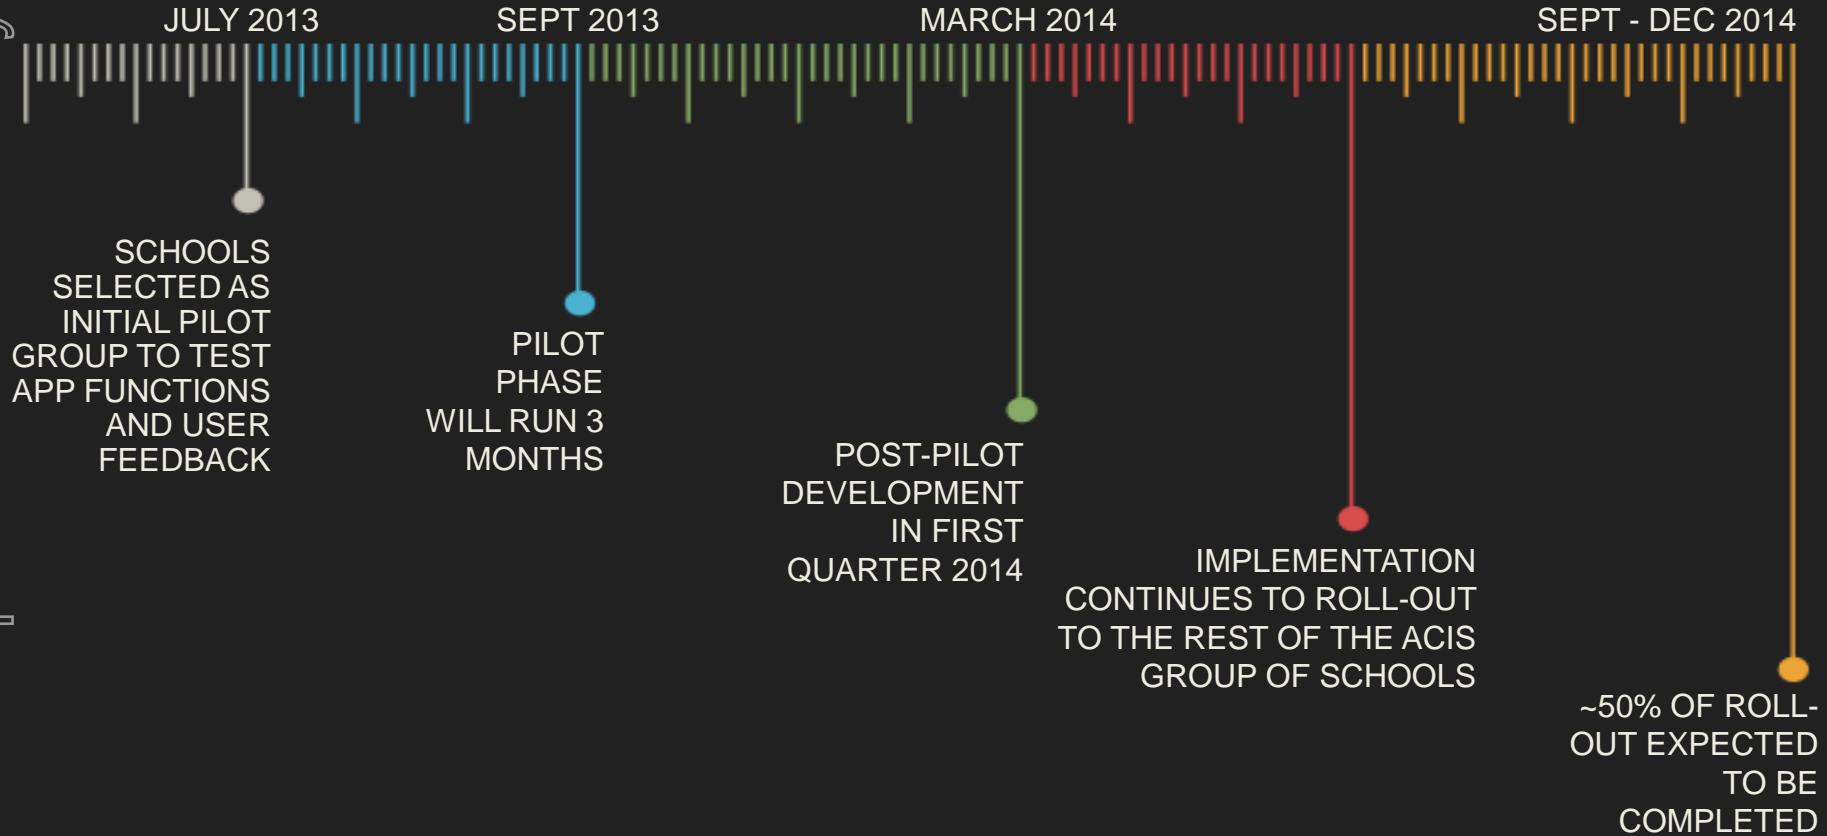 JULY 2013
SEPT 2013
MARCH 2014
SEPT - DEC 2014
SCHOOLS
SELECTED AS
INITIAL PILOT
GROUP TO TEST
APP FUNCTIONS
AND USER
FEEDBACK
PILOT
PHASE
WILL RUN 3
MONTHS
POST-PILOT
DEVELOPMENT
IN FIRST
QUARTER 2014
IMPLEMENTATION
CONTINUES TO ROLL-OUT
TO THE REST OF THE ACIS
GROUP OF SCHOOLS
~50% OF ROLL-
OUT EXPECTED
TO BE
COMPLETED